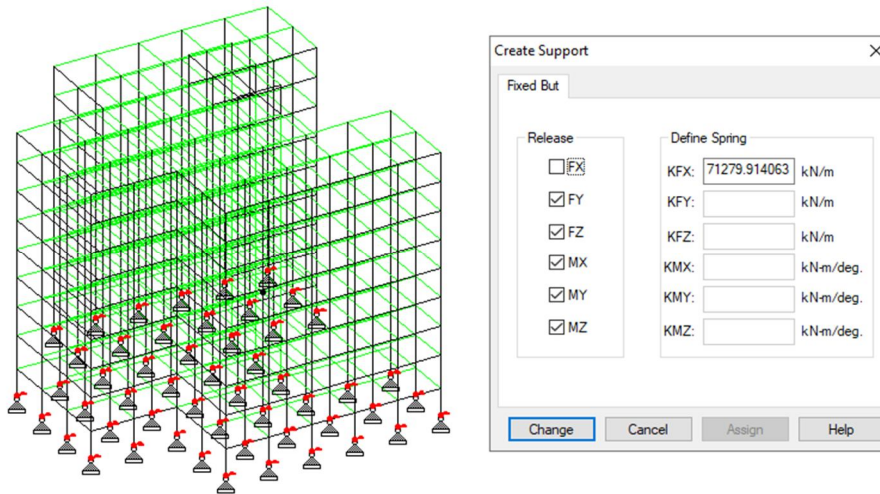 Create Support
Fixed But
Release
FX
FY
FZ
MX
MY
MZ
Define Spring
KFX: 71279.914063 kN/m
KFY: kN/m
KFZ: kN/m
KMX: kN-m/deg.
KMY: kN-m/deg.
KMZ: kN-m/deg.
Change Cancel Assign Help